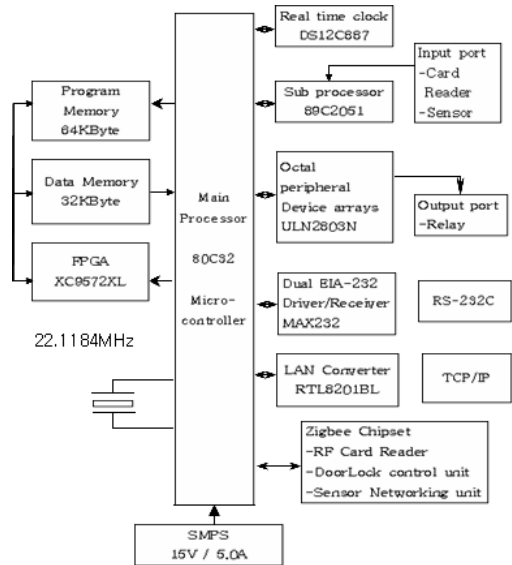 Real time clock
DS12C887
Input port
-Card
Reader
-Sensor
Program
Memory
64KByte
Sub processor
89C2051
Data Memory
32KByte
Main
Processor
80C32
Micro-
controller
Octal
peripheral
Device arrays
ULN2803N
Output port
-Relay
FPGA
XC9572XL
Dual EIA-232
Driver/Receiver
MAX232
RS-232C
22.1184MHz
LAN Converter
RTL8201BL
TCP/IP
Zigbee Chipset
-RF Card Reader
-DoorLock control unit
-Sensor Networking unit
SMPS
15V / 5.0A